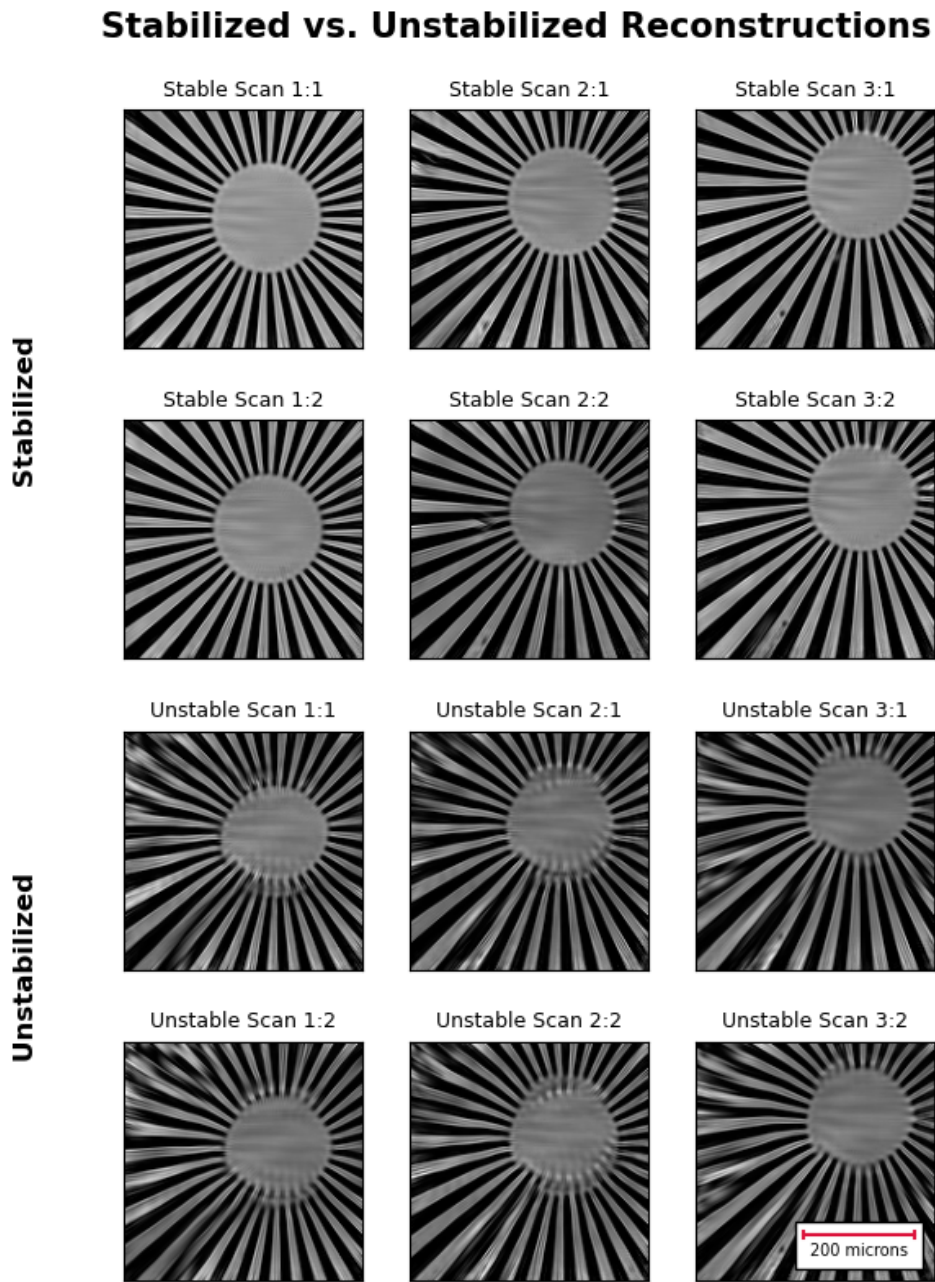 Stabilized vs. Unstabilized Reconstructions
Stable Scan 1:1
Stable Scan 2:1
Stable Scan 3:1
Stabilized
Stable Scan 1:2
Stable Scan 2:2
Stable Scan 3:2
Unstable Scan 1:1
Unstable Scan 2:1
Unstable Scan 3:1
Unstabilized
Unstable Scan 1:2
Unstable Scan 2:2
Unstable Scan 3:2
200 microns